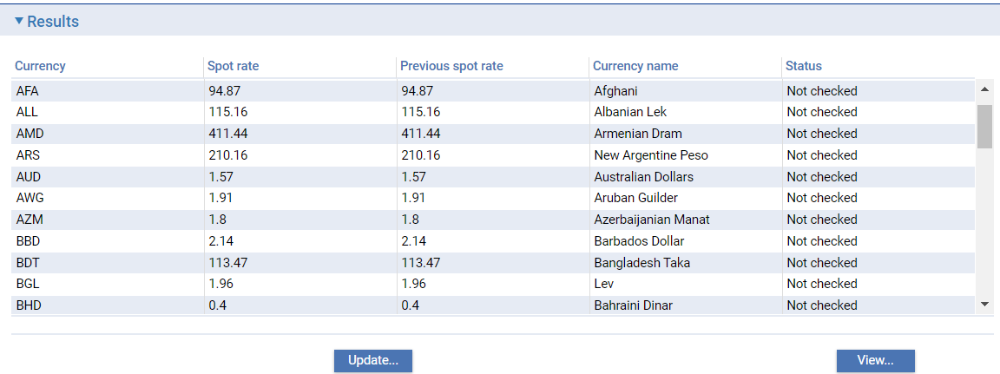 Results
Currency Spot rate Previous spot rate Currency name Status
AFA 94.87 94.87 Afghani Not checked
ALL 115.16 115.16 Albanian Lek Not checked
AMD 411.44 411.44 Armenian Dram Not checked
ARS 210.16 210.16 New Argentine Peso Not checked
AUD 1.57 1.57 Australian Dollars Not checked
AWG 1.91 1.91 Aruban Guilder Not checked
AZM 1.8 1.8 Azerbaijanian Manat Not checked
BBD 2.14 2.14 Barbados Dollar Not checked
BDT 113.47 113.47 Bangladesh Taka Not checked
BGL 1.96 1.96 Lev Not checked
BHD 0.4 0.4 Bahraini Dinar Not checked
Update... View...